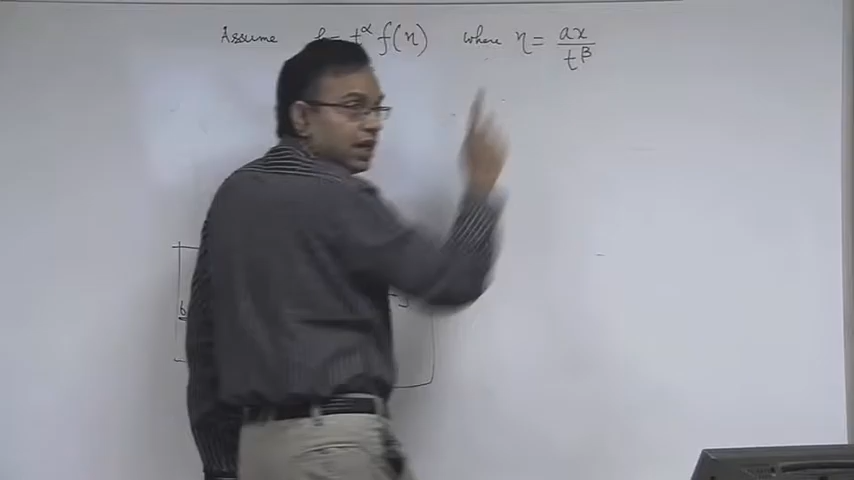 Assume h = t^α f(η) where η = ax/t^β